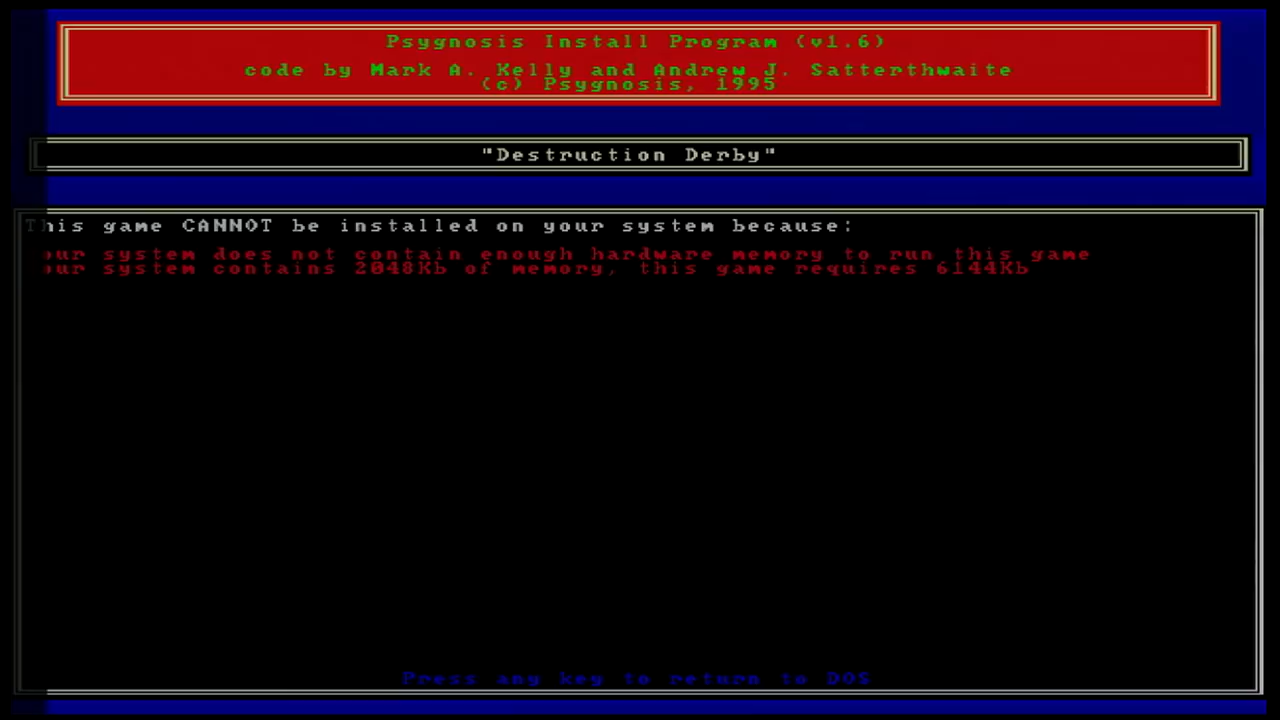 Psygnosis Install Program (v1.6)
code by Mark A. Kelly and Andrew J. Satterthwaite
(c) Psygnosis, 1995
"Destruction Derby"
This game CANNOT be installed on your system because:
our system does not contain enough hardware memory to run this game
our system contains 2048Kb of memory, this game requires 6144Kb
Press any key to return to DOS